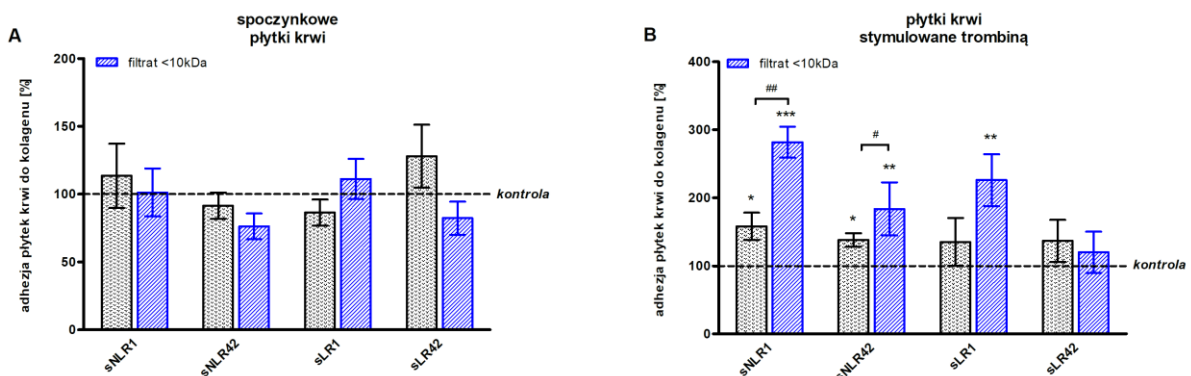 A
spoczynkowe
płytki krwi
filtrat <10kDa
adhezja płytek krwi do kolagenu [%]
200
150
100
50
0
kontrola
sNLR1
sNLR42
sLR1
sLR42
B
płytki krwi
stymulowane trombiną
filtrat <10kDa
adhezja płytek krwi do kolagenu [%]
400
300
200
100
0
##
***
#
**
**
*
*
kontrola
sNLR1
sNLR42
sLR1
sLR42